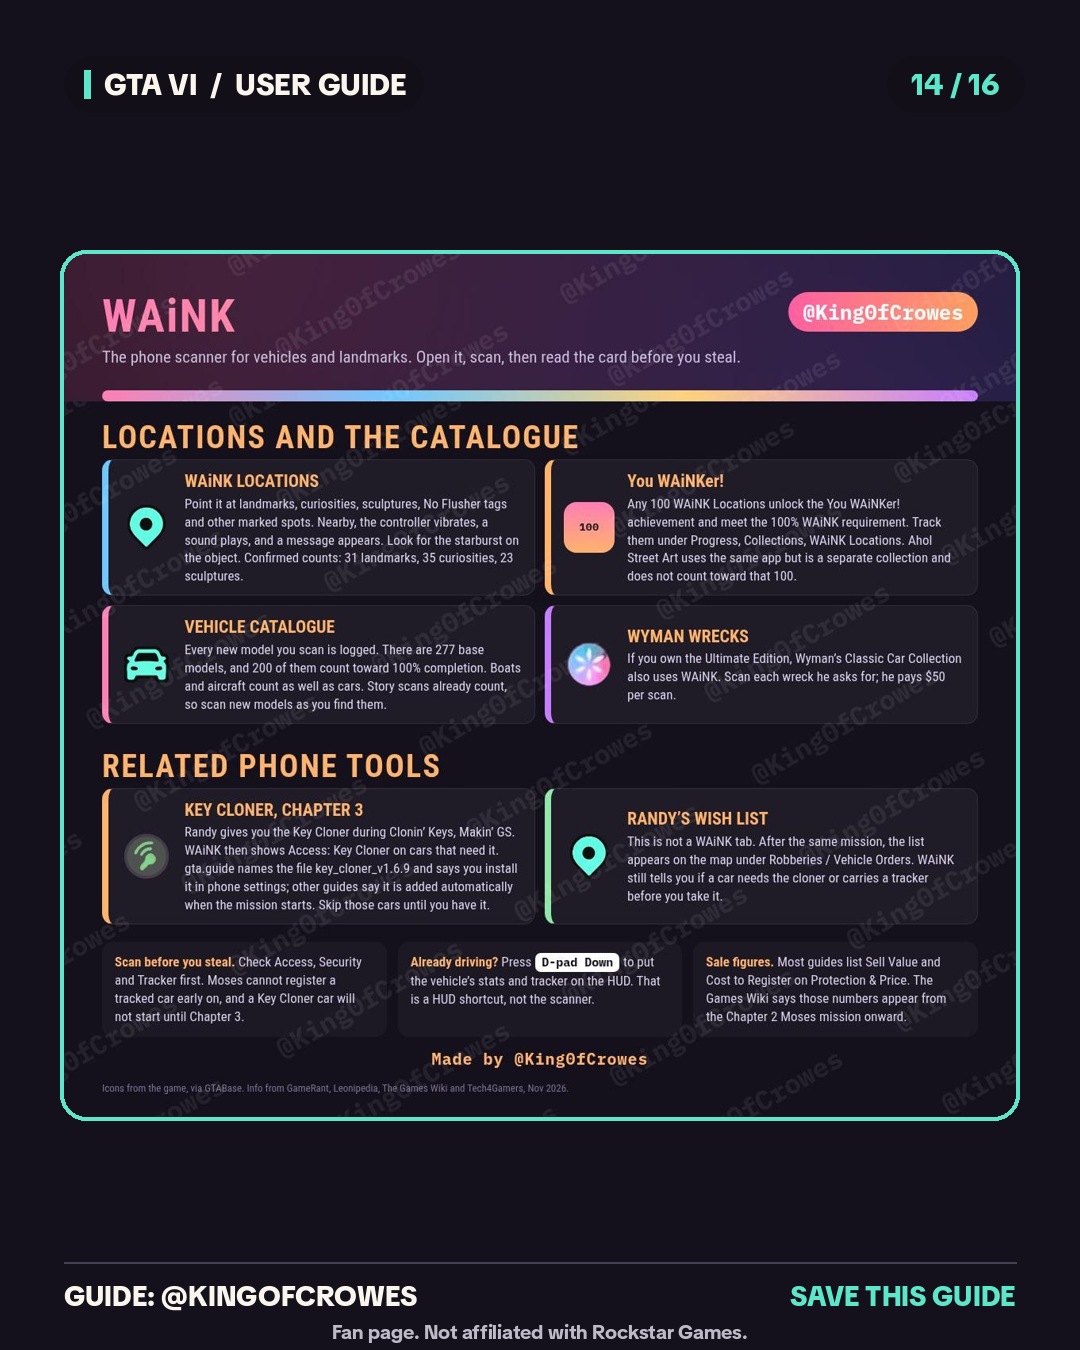 GTA VI / USER GUIDE
14 / 16
WAiNK
@KingOfCrowes
The phone scanner for vehicles and landmarks. Open it, scan, then read the card before you steal.
LOCATIONS AND THE CATALOGUE
WAiNK LOCATIONS
Point it at landmarks, curiosities, sculptures, No Flusher tags
and other marked spots. Nearby, the controller vibrates, a
sound plays, and a message appears. Look for the starburst on
the object. Confirmed counts: 31 landmarks, 35 curiosities, 23
sculptures.
100
You WAiNKer!
Any 100 WAiNK Locations unlock the You WAiNKer!
achievement and meet the 100% WAiNK requirement. Track
them under Progress, Collections, WAiNK Locations. Ahol
Street Art uses the same app but is a separate collection and
does not count toward that 100.
VEHICLE CATALOGUE
Every new model you scan is logged. There are 277 base
models, and 200 of them count toward 100% completion. Boats
and aircraft count as well as cars. Story scans already count,
so scan new models as you find them.
WYMAN WRECKS
If you own the Ultimate Edition, Wyman's Classic Car Collection
also uses WAiNK. Scan each wreck he asks for; he pays $50
per scan.
RELATED PHONE TOOLS
KEY CLONER, CHAPTER 3
Randy gives you the Key Cloner during Clonin' Keys, Makin' GS.
WAiNK then shows Access: Key Cloner on cars that need it.
gta.guide names the file key_cloner_v1.6.9 and says you install
it in phone settings; other guides say it is added automatically
when the mission starts. Skip those cars until you have it.
RANDY'S WISH LIST
This is not a WAiNK tab. After the same mission, the list
appears on the map under Robberies / Vehicle Orders. WAiNK
still tells you if a car needs the cloner or carries a tracker
before you take it.
Scan before you steal. Check Access, Security
and Tracker first. Moses cannot register a
tracked car early on, and a Key Cloner car will
not start until Chapter 3.
Already driving? Press D-pad Down to put
the vehicle's stats and tracker on the HUD. That
is a HUD shortcut, not the scanner.
Sale figures. Most guides list Sell Value and
Cost to Register on Protection & Price. The
Games Wiki says those numbers appear from
the Chapter 2 Moses mission onward.
Made by @KingOfCrowes
Icons from the game, via GTABase. Info from GameRant, Leonipedia, The Games Wiki and Tech4Gamers, Nov 2026.
GUIDE: @KINGOFCROWES
SAVE THIS GUIDE
Fan page. Not affiliated with Rockstar Games.